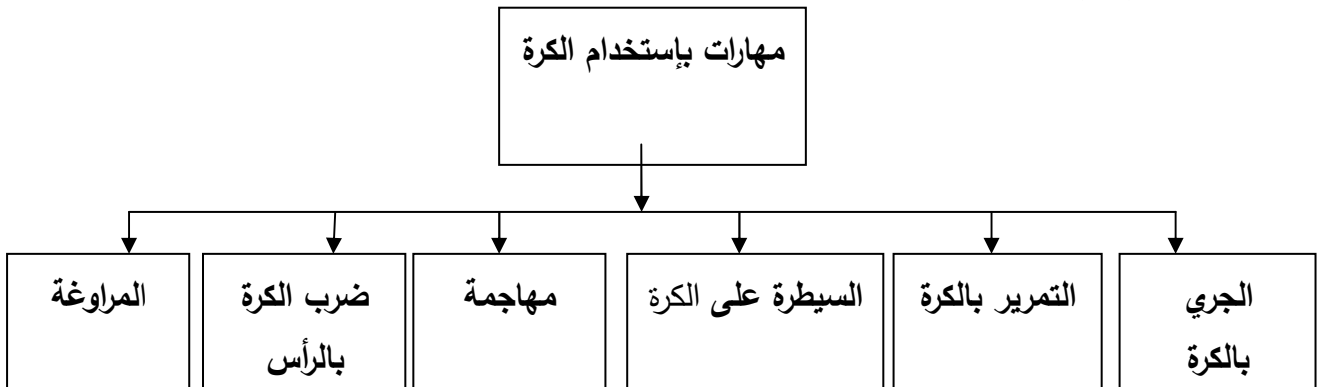 مهارات بإستخدام الكرة
الجري
بالكرة
التمرير بالكرة
السيطرة على الكرة
مهاجمة
ضرب الكرة
بالرأس
المراوغة